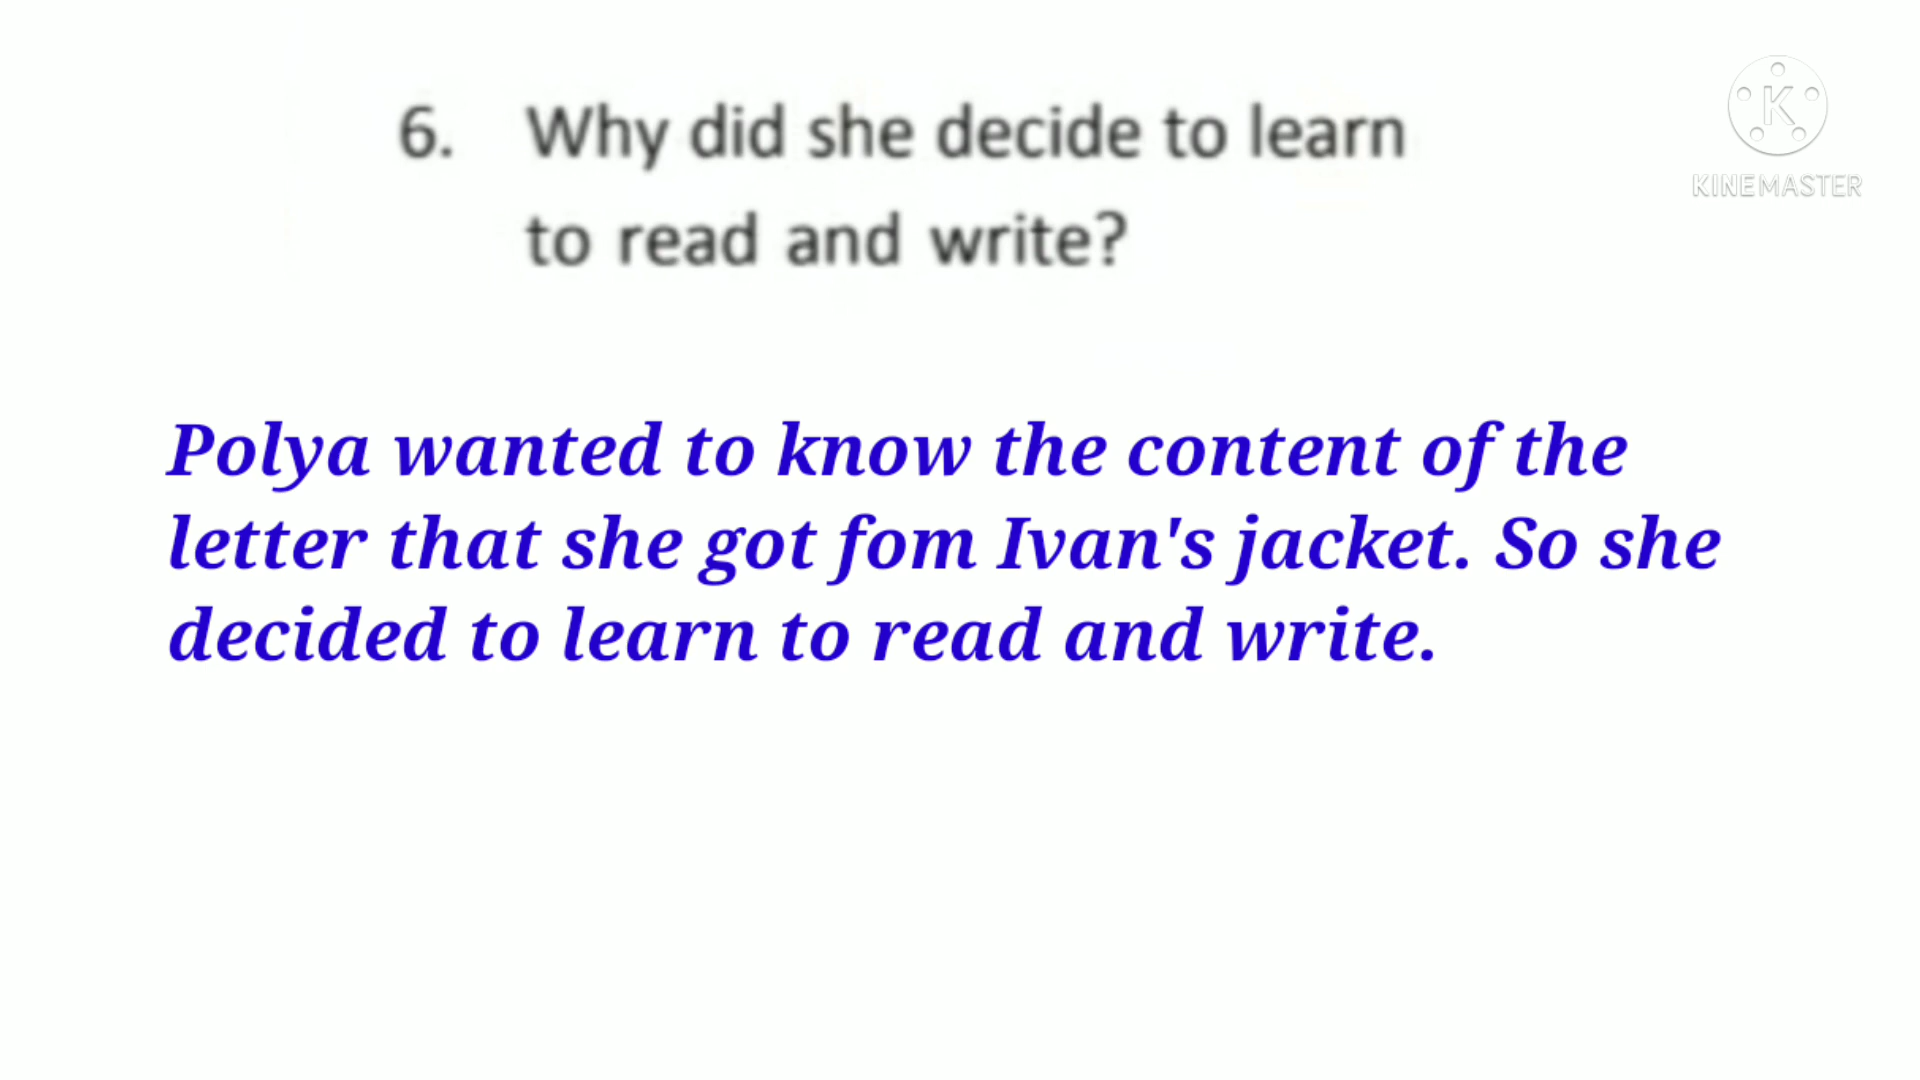 6. Why did she decide to learn
to read and write?
K
KINEMASTER
Polya wanted to know the content of the
letter that she got fom Ivan's jacket. So she
decided to learn to read and write.